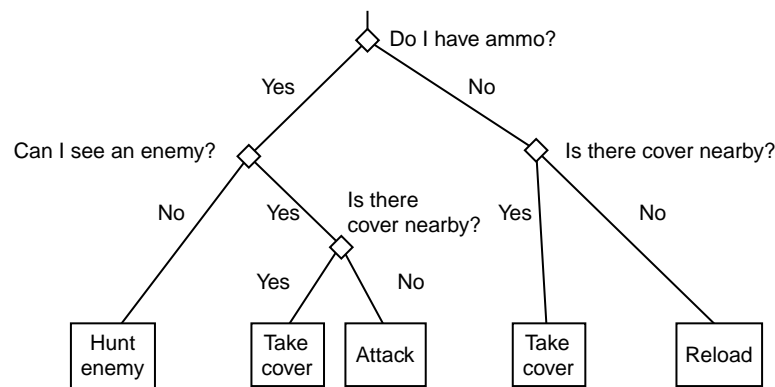 Do I have ammo?
Yes
No
Can I see an enemy?
Is there cover nearby?
No
Yes
Is there
cover nearby?
Yes
No
Yes
No
Hunt
enemy
Take
cover
Attack
Take
cover
Reload